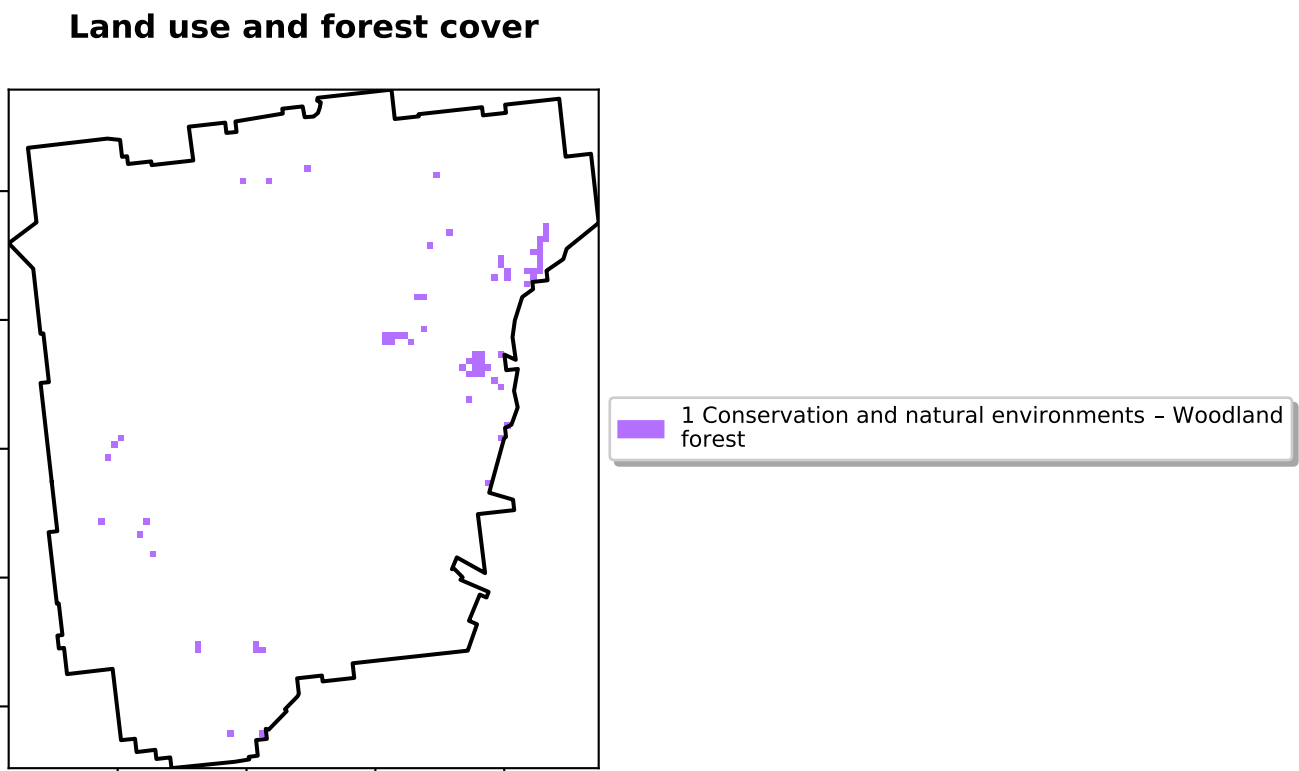 Land use and forest cover
1 Conservation and natural environments – Woodland
forest